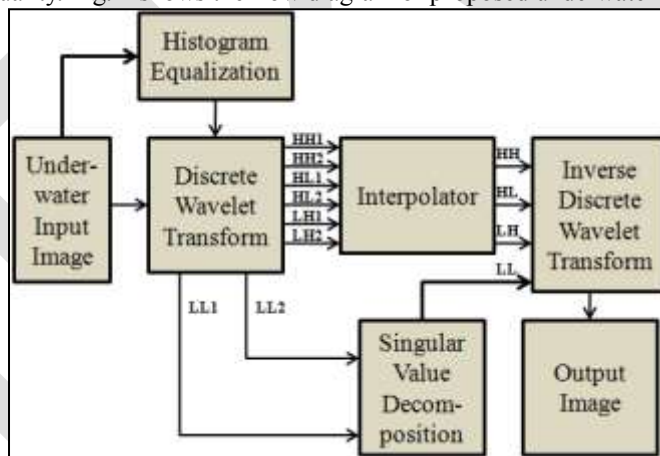 Histogram
Equalization
Under-
water
Input
Image
Discrete
Wavelet
Transform
HH1
HH2
HL1
HL2
LH1
LH2
Interpolator
HH
HL
LH
LL
Inverse
Discrete
Wavelet
Transform
LL1
LL2
Singular
Value
Decom-
position
Output
Image